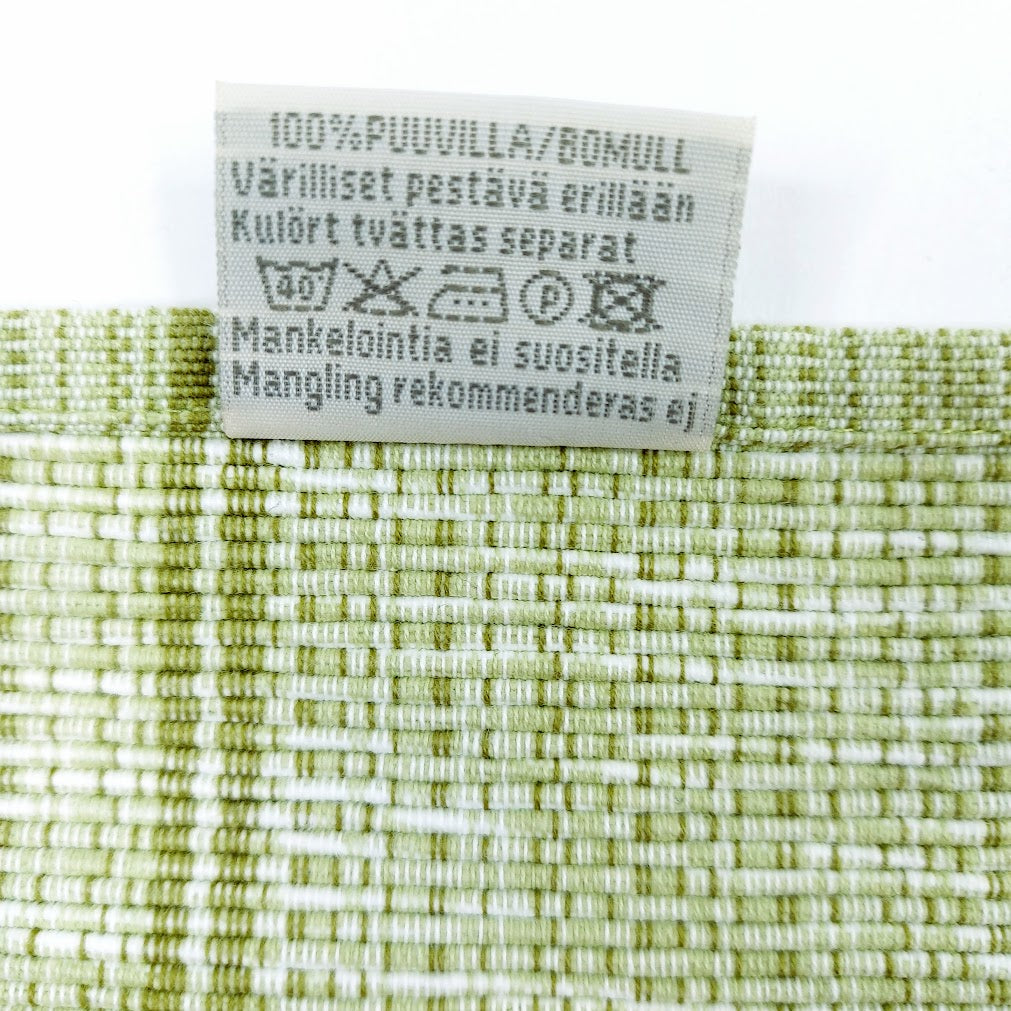 100%PUUVILLA/BOMULL
Värilliset pestävä erillään
Kulört tvättas separat
40° P
Mankelointia ei suositella
Mangling rekommenderas ej